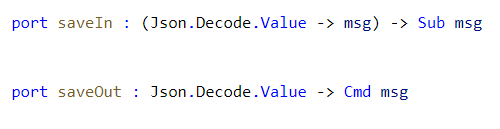 port saveIn : (Json.Decode.Value -> msg) -> Sub msg
port saveOut : Json.Decode.Value -> Cmd msg